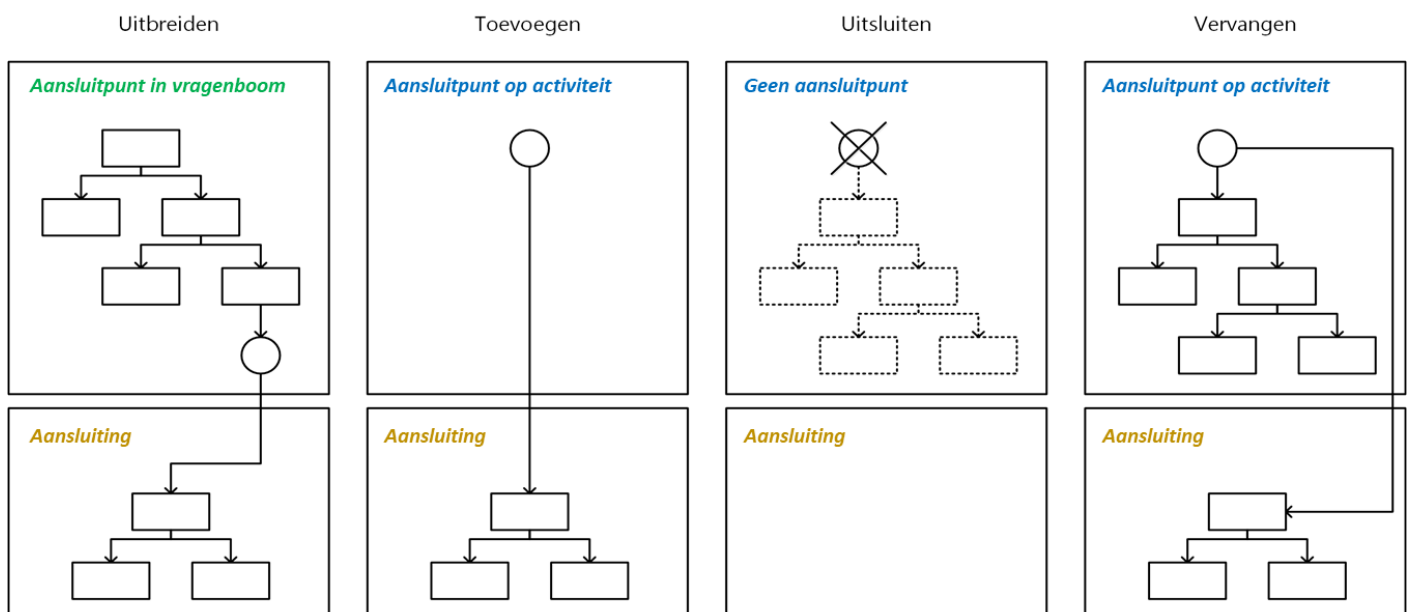 Uitbreiden
Toevoegen
Uitsluiten
Vervangen
Aansluitpunt in vragenboom
Aansluitpunt op activiteit
Geen aansluitpunt
Aansluitpunt op activiteit
Aansluiting
Aansluiting
Aansluiting
Aansluiting